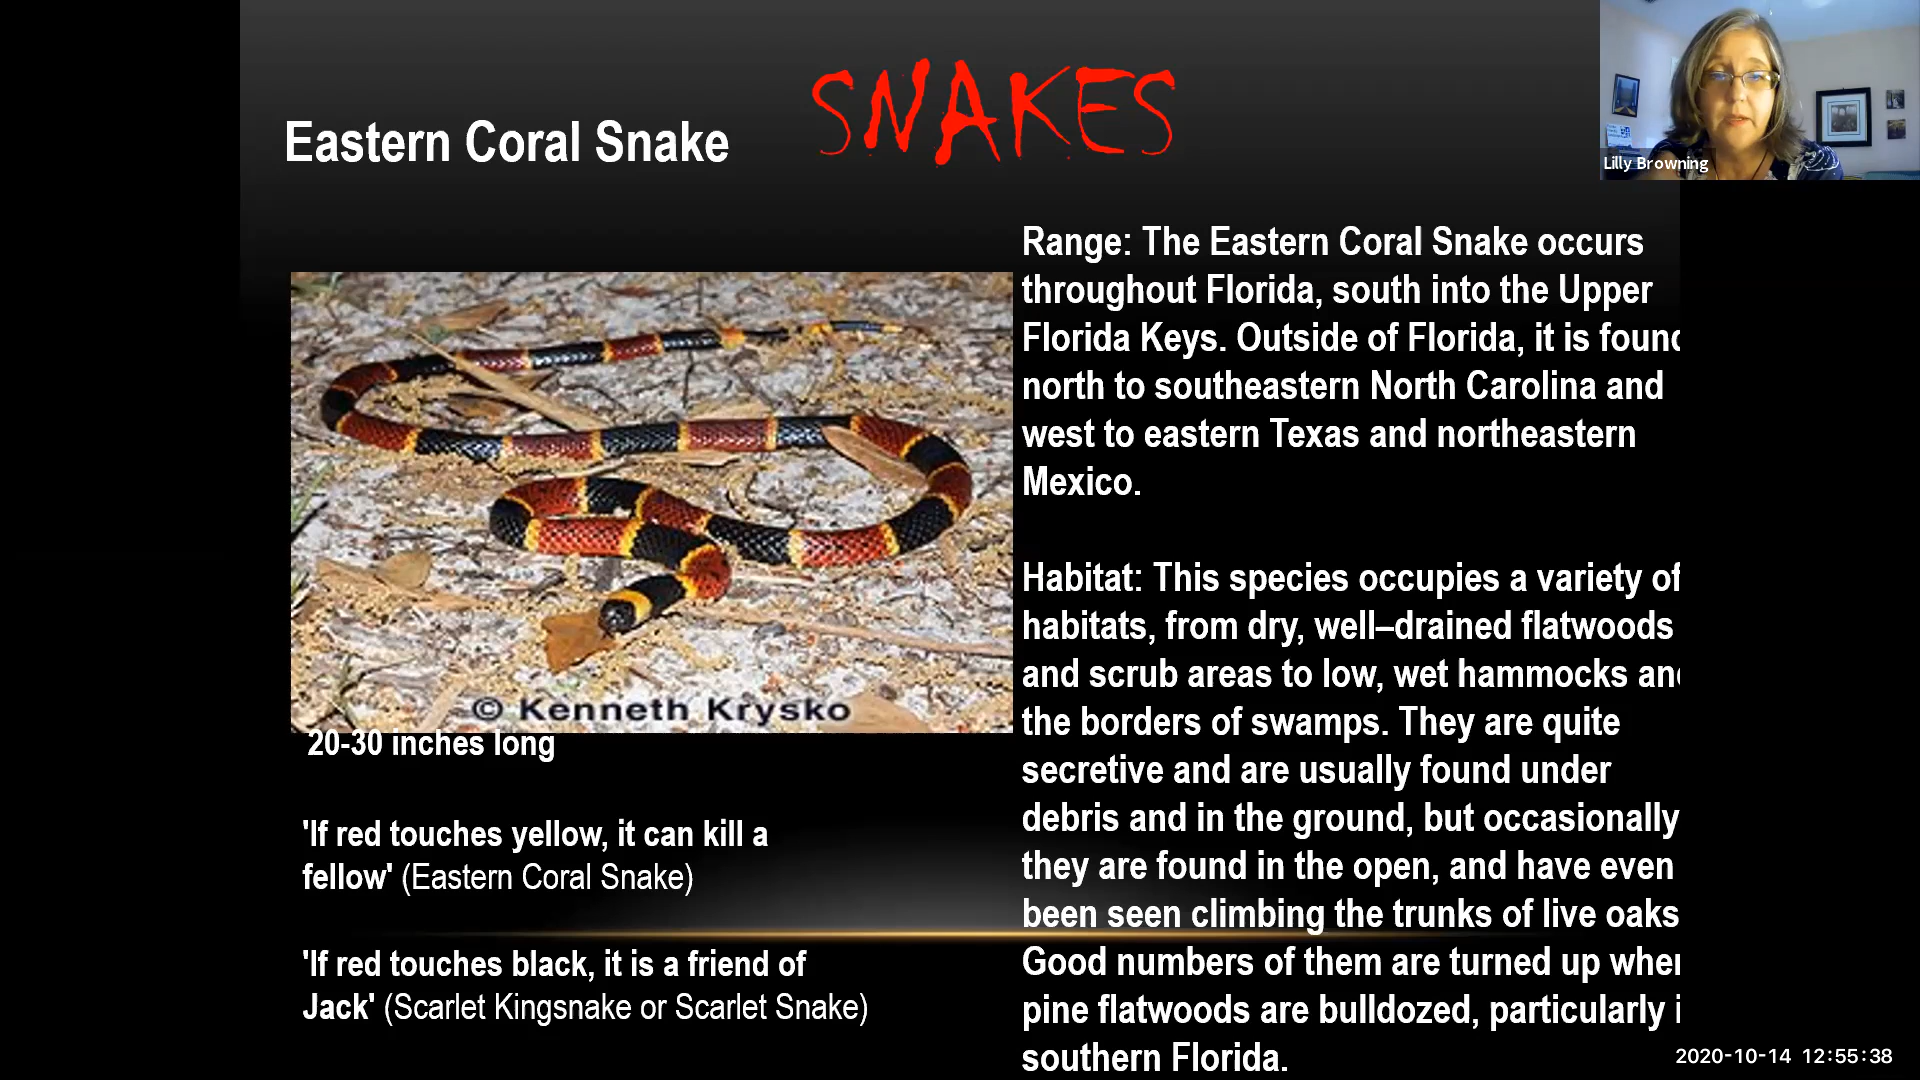 SNAKES
Eastern Coral Snake
Lilly Browning
© Kenneth Krysko
20-30 inches long
'If red touches yellow, it can kill a
fellow' (Eastern Coral Snake)
'If red touches black, it is a friend of
Jack' (Scarlet Kingsnake or Scarlet Snake)
Range: The Eastern Coral Snake occurs
throughout Florida, south into the Upper
Florida Keys. Outside of Florida, it is found
north to southeastern North Carolina and
west to eastern Texas and northeastern
Mexico.
Habitat: This species occupies a variety of
habitats, from dry, well–drained flatwoods
and scrub areas to low, wet hammocks and
the borders of swamps. They are quite
secretive and are usually found under
debris and in the ground, but occasionally
they are found in the open, and have even
been seen climbing the trunks of live oaks
Good numbers of them are turned up when
pine flatwoods are bulldozed, particularly
southern Florida.
2020-10-14 12:55:38